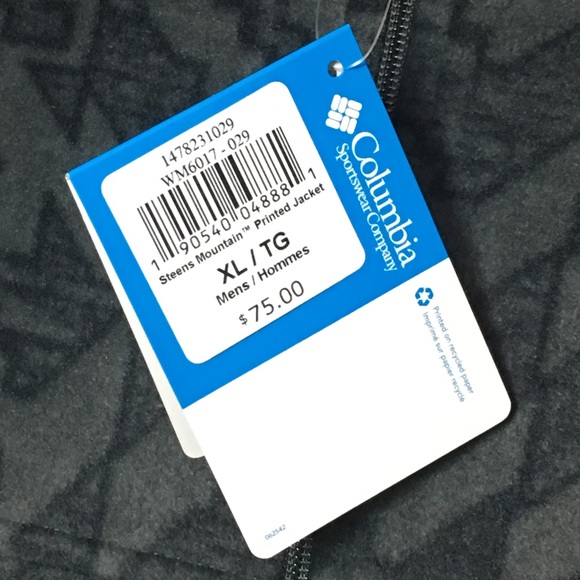 1478231029
WM6017 - 029
1 90540 04888 1
Steens Mountain™ Printed Jacket
XL / TG
Mens / Hommes
$75.00
Columbia
Sportswear Company
Printed on recycled paper
Imprimé sur papier recyclé
062542